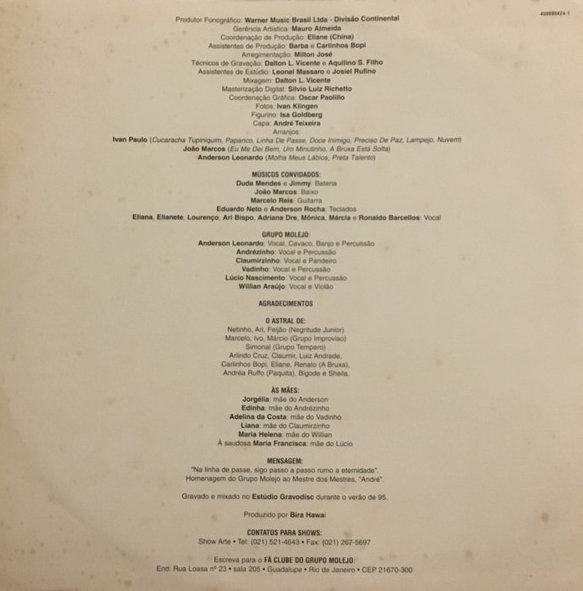 450998424-1
Produtor Fonográfico: Warner Music Brasil Ltda - Divisão Continental
Gerência Artística: Mauro Almeida
Coordenação de Produção: Eliane (China)
Assistentes de Produção: Barba e Carlinhos Bopi
Arregimentação: Milton José
Técnicos de Gravação: Dalton L. Vicente e Aquilino S. Filho
Assistentes de Estúdio: Leonel Massaro e Josiel Rufino
Mixagem: Dalton L. Vicente
Masterização Digital: Silvio Luiz Richetto
Coordenação Gráfica: Oscar Paolillo
Fotos: Ivan Klingen
Figurino: Isa Goldberg
Capa: André Teixeira
Arranjos:
Ivan Paulo (Cucaracha Tupiniquim, Paparico, Linha De Passe, Doce Inimigo, Preciso De Paz, Lampejo, Nuvem)
João Marcos (Eu Me Dei Bem, Um Minutinho, A Bruxa Está Solta)
Anderson Leonardo (Molha Meus Lábios, Preta Talento)
MÚSICOS CONVIDADOS:
Duda Mendes e Jimmy: Bateria
João Marcos: Baixo
Marcelo Reis: Guitarra
Eduardo Neto e Anderson Rocha: Teclados
Eliana, Elianete, Lourenço, Ari Bispo, Adriana Dre, Mônica, Márcia e Ronaldo Barcellos: Vocal
GRUPO MOLEJO:
Anderson Leonardo: Vocal, Cavaco, Banjo e Percussão
Andrézinho: Vocal e Percussão
Claumirzinho: Vocal e Pandeiro
Vadinho: Vocal e Percussão
Lúcio Nascimento: Vocal e Percussão
Willian Araújo: Vocal e Violão
AGRADECIMENTOS
O ASTRAL DE:
Netinho, Ari, Feijão (Negritude Junior)
Marcelo, Ivo, Márcio (Grupo Improviso)
Simonal (Grupo Tempero)
Arlindo Cruz, Claumir, Luiz Andrade,
Carlinhos Bopi, Eliane, Renato (A Bruxa),
Andréa Ruffo (Paquita), Bigode e Sheila.
ÀS MÃES:
Jorgélia: mãe do Anderson
Edinha: mãe do Andrézinho
Adelina da Costa: mãe do Vadinho
Liana: mãe do Claumirzinho
Maria Helena: mãe do Willian
À saudosa Maria Francisca: mãe do Lúcio
MENSAGEM:
"Na linha de passe, sigo passo a passo rumo a eternidade".
Homenagem do Grupo Molejo ao Mestre dos Mestres, "André".
Gravado e mixado no Estúdio Gravodisc durante o verão de 95.
Produzido por Bira Hawaí
CONTATOS PARA SHOWS:
Show Arte • Tel: (021) 521-4643 • Fax: (021) 267-5697
Escreva para o FÃ CLUBE DO GRUPO MOLEJO:
End: Rua Loasa nº 23 • sala 205 • Guadalupe • Rio de Janeiro • CEP 21670-300